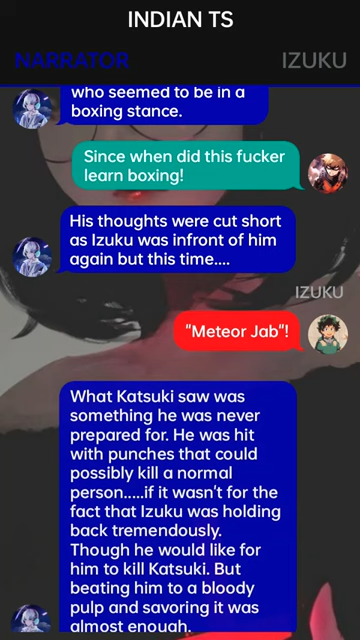 INDIAN TS
NARRATOR
IZUKU
who seemed to be in a
boxing stance.
Since when did this fucker
learn boxing!
His thoughts were cut short
as Izuku was infront of him
again but this time....
IZUKU
"Meteor Jab"!
What Katsuki saw was
something he was never
prepared for. He was hit
with punches that could
possibly kill a normal
person.....if it wasn't for the
fact that Izuku was holding
back tremendously.
Though he would like for
him to kill Katsuki. But
beating him to a bloody
pulp and savoring it was
almost enough.